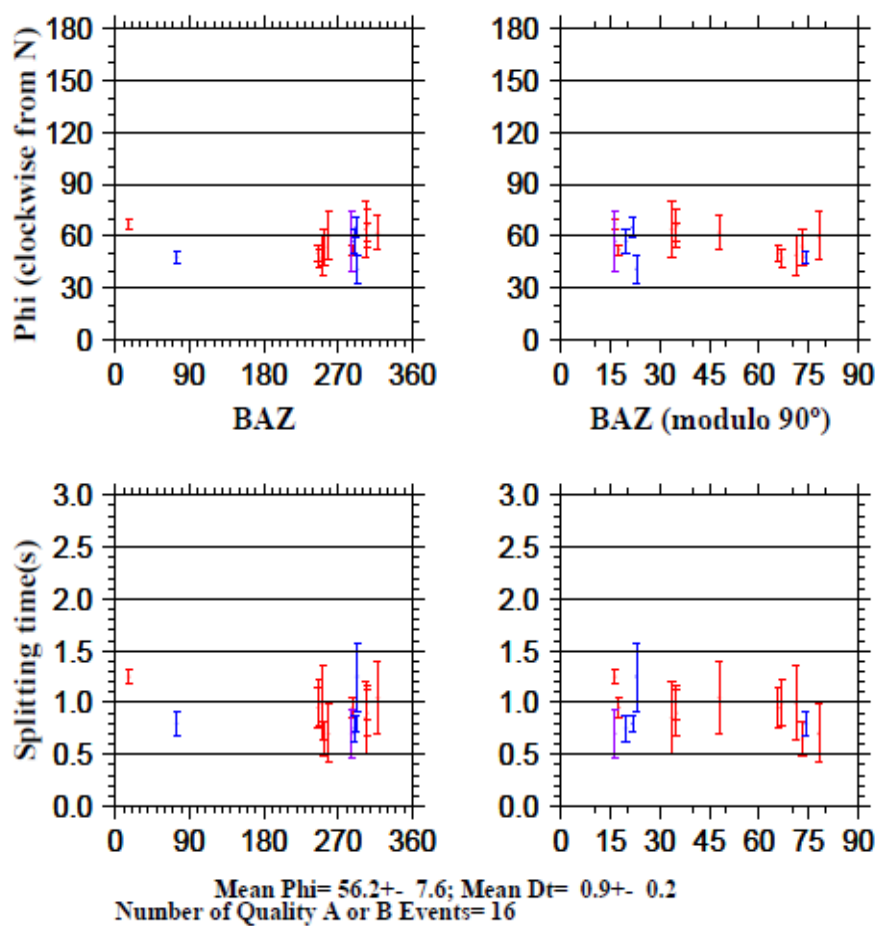 Phi (clockwise from N)
180
150
120
90
60
30
0
0 90 180 270 360
BAZ
180
150
120
90
60
30
0
0 15 30 45 60 75 90
BAZ (modulo 90º)
Splitting time(s)
3.0
2.5
2.0
1.5
1.0
0.5
0.0
0 90 180 270 360
3.0
2.5
2.0
1.5
1.0
0.5
0.0
0 15 30 45 60 75 90
Mean Phi= 56.2+- 7.6; Mean Dt= 0.9+- 0.2
Number of Quality A or B Events= 16